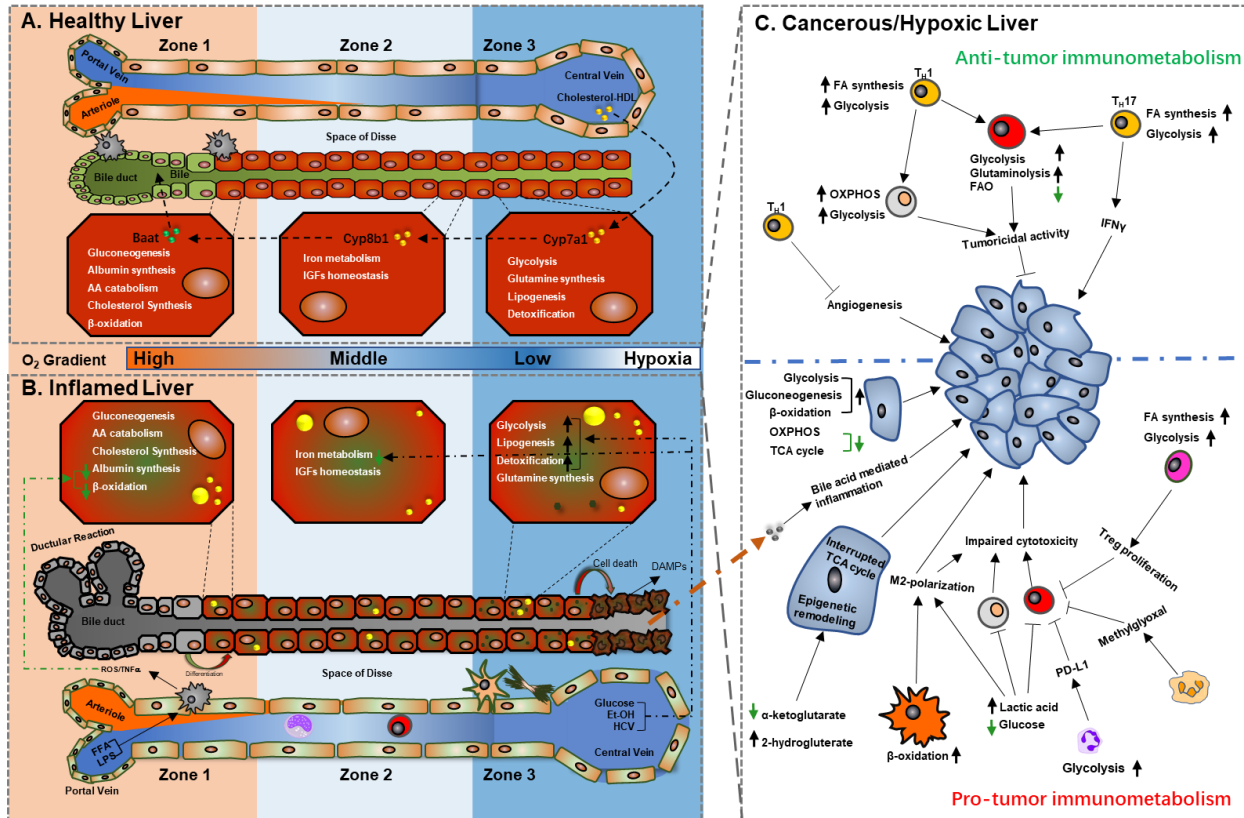 A. Healthy Liver
Zone 1
Zone 2
Zone 3
Portal Vein
Arteriole
Central Vein
Cholesterol-HDL
Space of Disse
Bile duct
Bile
Baat
Gluconeogenesis
Albumin synthesis
AA catabolism
Cholesterol Synthesis
β-oxidation
Cyp8b1
Iron metabolism
IGFs homeostasis
Cyp7a1
Glycolysis
Glutamine synthesis
Lipogenesis
Detoxification
O2 Gradient
High
Middle
Low
Hypoxia
B. Inflamed Liver
Gluconeogenesis
AA catabolism
Cholesterol Synthesis
Albumin synthesis
β-oxidation
Iron metabolism
IGFs homeostasis
Glycolysis
Lipogenesis
Detoxification
Glutamine synthesis
Ductular Reaction
Cell death
DAMPs
Bile duct
ROS/TNFα
Differentiation
Space of Disse
Arteriole
FFA
LPS
Portal Vein
Glucose
Et-OH
HCV
Central Vein
Zone 1
Zone 2
Zone 3
C. Cancerous/Hypoxic Liver
Anti-tumor immunometabolism
TH1
FA synthesis
Glycolysis
TH17
FA synthesis
Glycolysis
Glycolysis
Glutaminolysis
FAO
OXPHOS
Glycolysis
TH1
Tumoricidal activity
IFNγ
Angiogenesis
Glycolysis
Gluconeogenesis
β-oxidation
OXPHOS
TCA cycle
FA synthesis
Glycolysis
Bile acid mediated
inflammation
Interrupted
TCA cycle
Epigenetic
remodeling
Impaired cytotoxicity
M2-polarization
Treg proliferation
Methylglyoxal
PD-L1
α-ketoglutarate
2-hydrogluterate
β-oxidation
Lactic acid
Glucose
Glycolysis
Pro-tumor immunometabolism